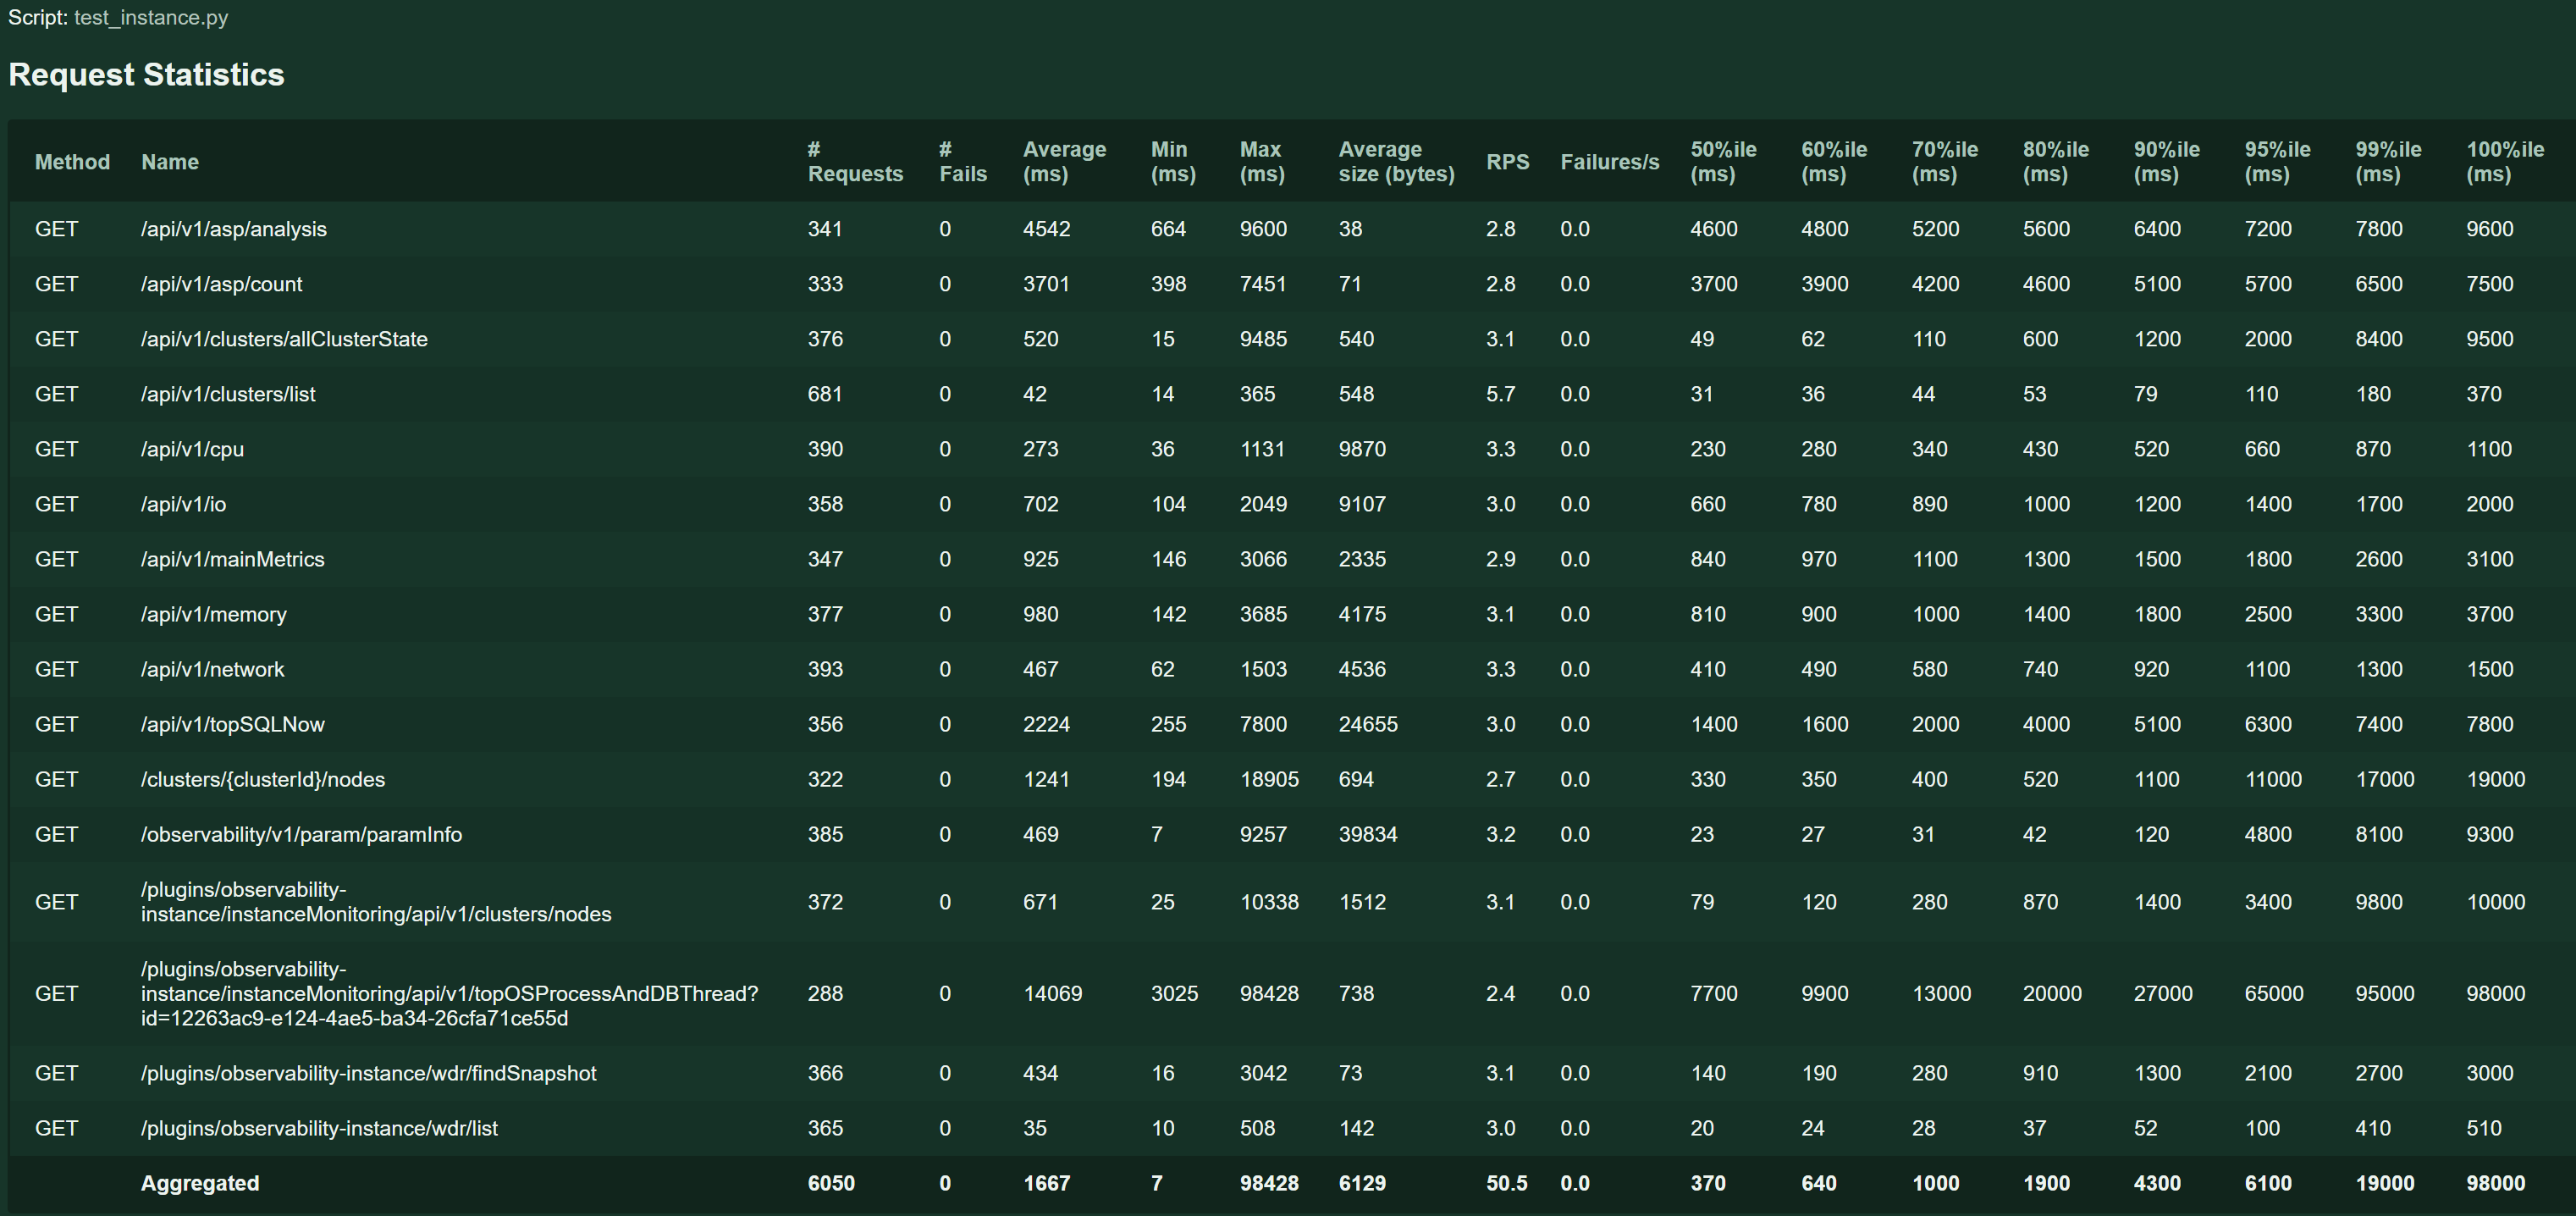 Script: test_instance.py
Request Statistics
Method Name # Requests # Fails Average (ms) Min (ms) Max (ms) Average size (bytes) RPS Failures/s 50%ile (ms) 60%ile (ms) 70%ile (ms) 80%ile (ms) 90%ile (ms) 95%ile (ms) 99%ile (ms) 100%ile (ms)
GET /api/v1/asp/analysis 341 0 4542 664 9600 38 2.8 0.0 4600 4800 5200 5600 6400 7200 7800 9600
GET /api/v1/asp/count 333 0 3701 398 7451 71 2.8 0.0 3700 3900 4200 4600 5100 5700 6500 7500
GET /api/v1/clusters/allClusterState 376 0 520 15 9485 540 3.1 0.0 49 62 110 600 1200 2000 8400 9500
GET /api/v1/clusters/list 681 0 42 14 365 548 5.7 0.0 31 36 44 53 79 110 180 370
GET /api/v1/cpu 390 0 273 36 1131 9870 3.3 0.0 230 280 340 430 520 660 870 1100
GET /api/v1/io 358 0 702 104 2049 9107 3.0 0.0 660 780 890 1000 1200 1400 1700 2000
GET /api/v1/mainMetrics 347 0 925 146 3066 2335 2.9 0.0 840 970 1100 1300 1500 1800 2600 3100
GET /api/v1/memory 377 0 980 142 3685 4175 3.1 0.0 810 900 1000 1400 1800 2500 3300 3700
GET /api/v1/network 393 0 467 62 1503 4536 3.3 0.0 410 490 580 740 920 1100 1300 1500
GET /api/v1/topSQLNow 356 0 2224 255 7800 24655 3.0 0.0 1400 1600 2000 4000 5100 6300 7400 7800
GET /clusters/{clusterId}/nodes 322 0 1241 194 18905 694 2.7 0.0 330 350 400 520 1100 11000 17000 19000
GET /observability/v1/param/paramInfo 385 0 469 7 9257 39834 3.2 0.0 23 27 31 42 120 4800 8100 9300
/plugins/observability-
GET instance/instanceMonitoring/api/v1/clusters/nodes 372 0 671 25 10338 1512 3.1 0.0 79 120 280 870 1400 3400 9800 10000
/plugins/observability-
GET instance/instanceMonitoring/api/v1/topOSProcessAndDBThread? 288 0 14069 3025 98428 738 2.4 0.0 7700 9900 13000 20000 27000 65000 95000 98000
id=12263ac9-e124-4ae5-ba34-26cfa71ce55d
GET /plugins/observability-instance/wdr/findSnapshot 366 0 434 16 3042 73 3.1 0.0 140 190 280 910 1300 2100 2700 3000
GET /plugins/observability-instance/wdr/list 365 0 35 10 508 142 3.0 0.0 20 24 28 37 52 100 410 510
Aggregated 6050 0 1667 7 98428 6129 50.5 0.0 370 640 1000 1900 4300 6100 19000 98000